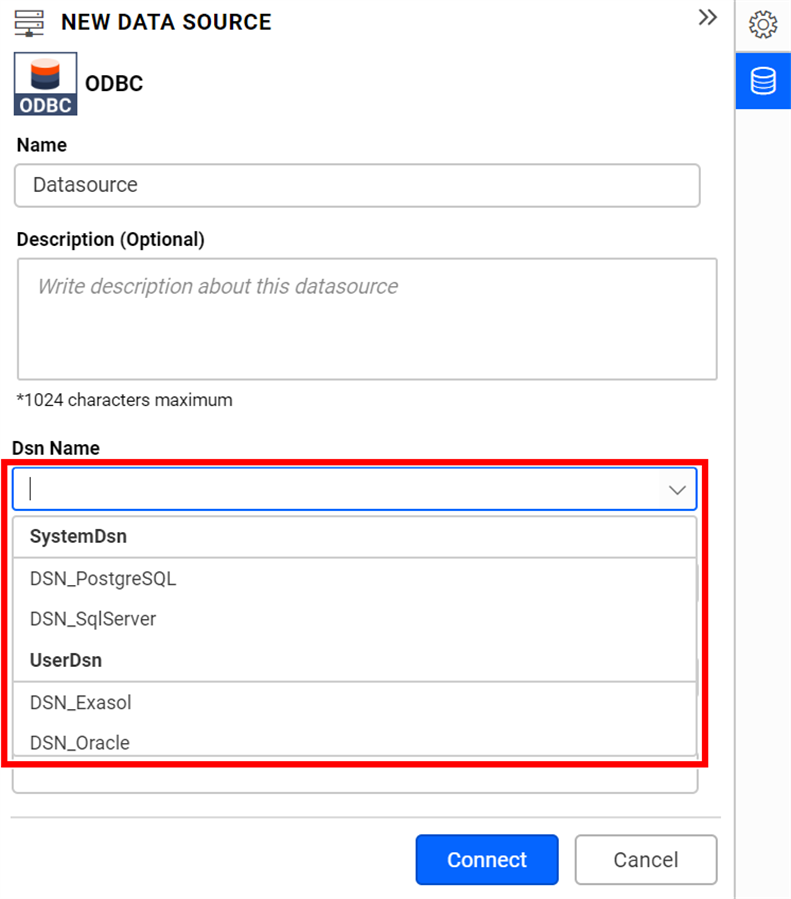 NEW DATA SOURCE
ODBC
ODBC
Name
Datasource
Description (Optional)
Write description about this datasource
*1024 characters maximum
Dsn Name
SystemDsn
DSN_PostgreSQL
DSN_SqlServer
UserDsn
DSN_Exasol
DSN_Oracle
Connect
Cancel